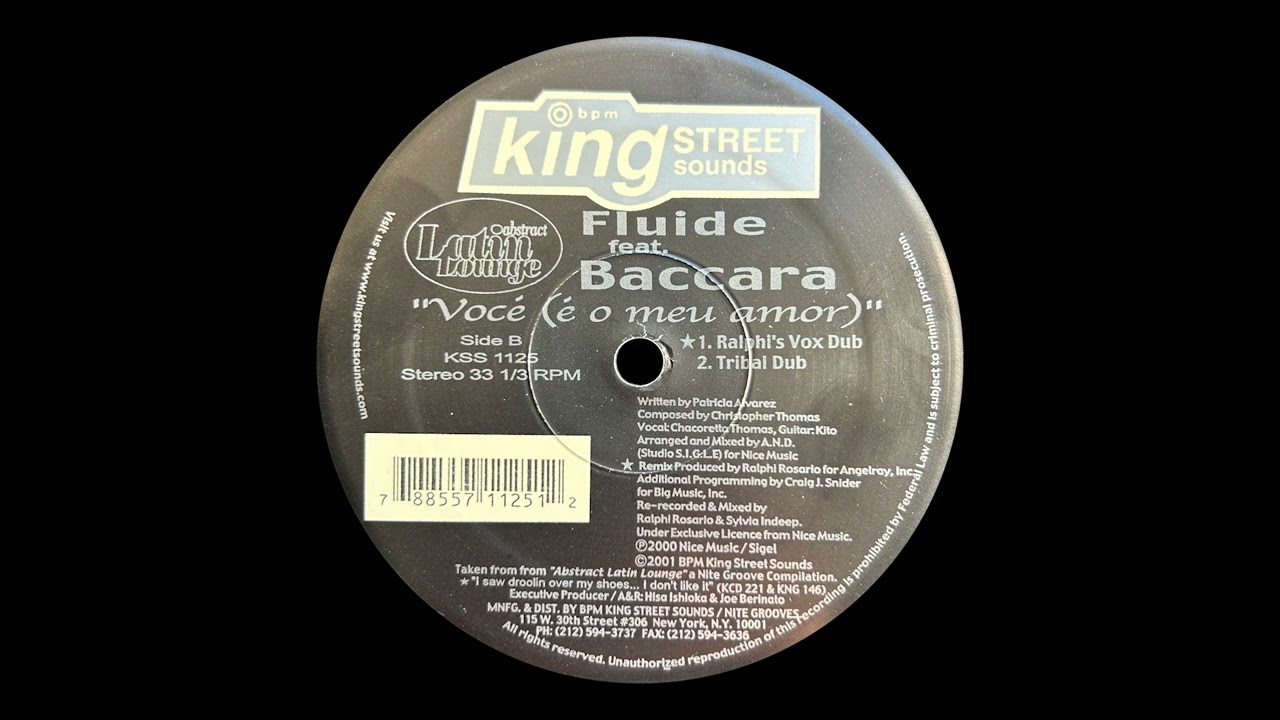 bpm
king STREET
sounds
abstract
Latin
Lounge
Fluide
feat.
Baccara
"Você (é o meu amor)"
Side B
KSS 1125
Stereo 33 1/3 RPM
★1. Ralphi's Vox Dub
2. Tribal Dub
Written by Patricia Alvarez
Composed by Christopher Thomas
Vocal: Chacoretta Thomas, Guitar: Kito
Arranged and Mixed by A.N.D.
(Studio S.I.G.L.E) for Nice Music
★ Remix Produced by Ralphi Rosario for Angelray, Inc.
Additional Programming by Craig J. Snider
for Big Music, Inc.
Re-recorded & Mixed by
Ralphi Rosario & Sylvia Indeep.
Under Exclusive Licence from Nice Music.
℗2000 Nice Music / Sigel
©2001 BPM King Street Sounds
7 88557 11251 2
Taken from from "Abstract Latin Lounge" a Nite Groove Compilation.
★"I saw droolin over my shoes... I don't like it" (KCD 221 & KNG 146)
Executive Producer / A&R: Hisa Ishioka & Joe Berinato
MNFG. & DIST. BY BPM KING STREET SOUNDS / NITE GROOVES
115 W. 30th Street #306 New York, N.Y. 10001
PH: (212) 594-3737 FAX: (212) 594-3636
Visit us at www.kingstreetsounds.com
All rights reserved. Unauthorized reproduction of this recording is prohibited by Federal Law and is subject to criminal prosecution.